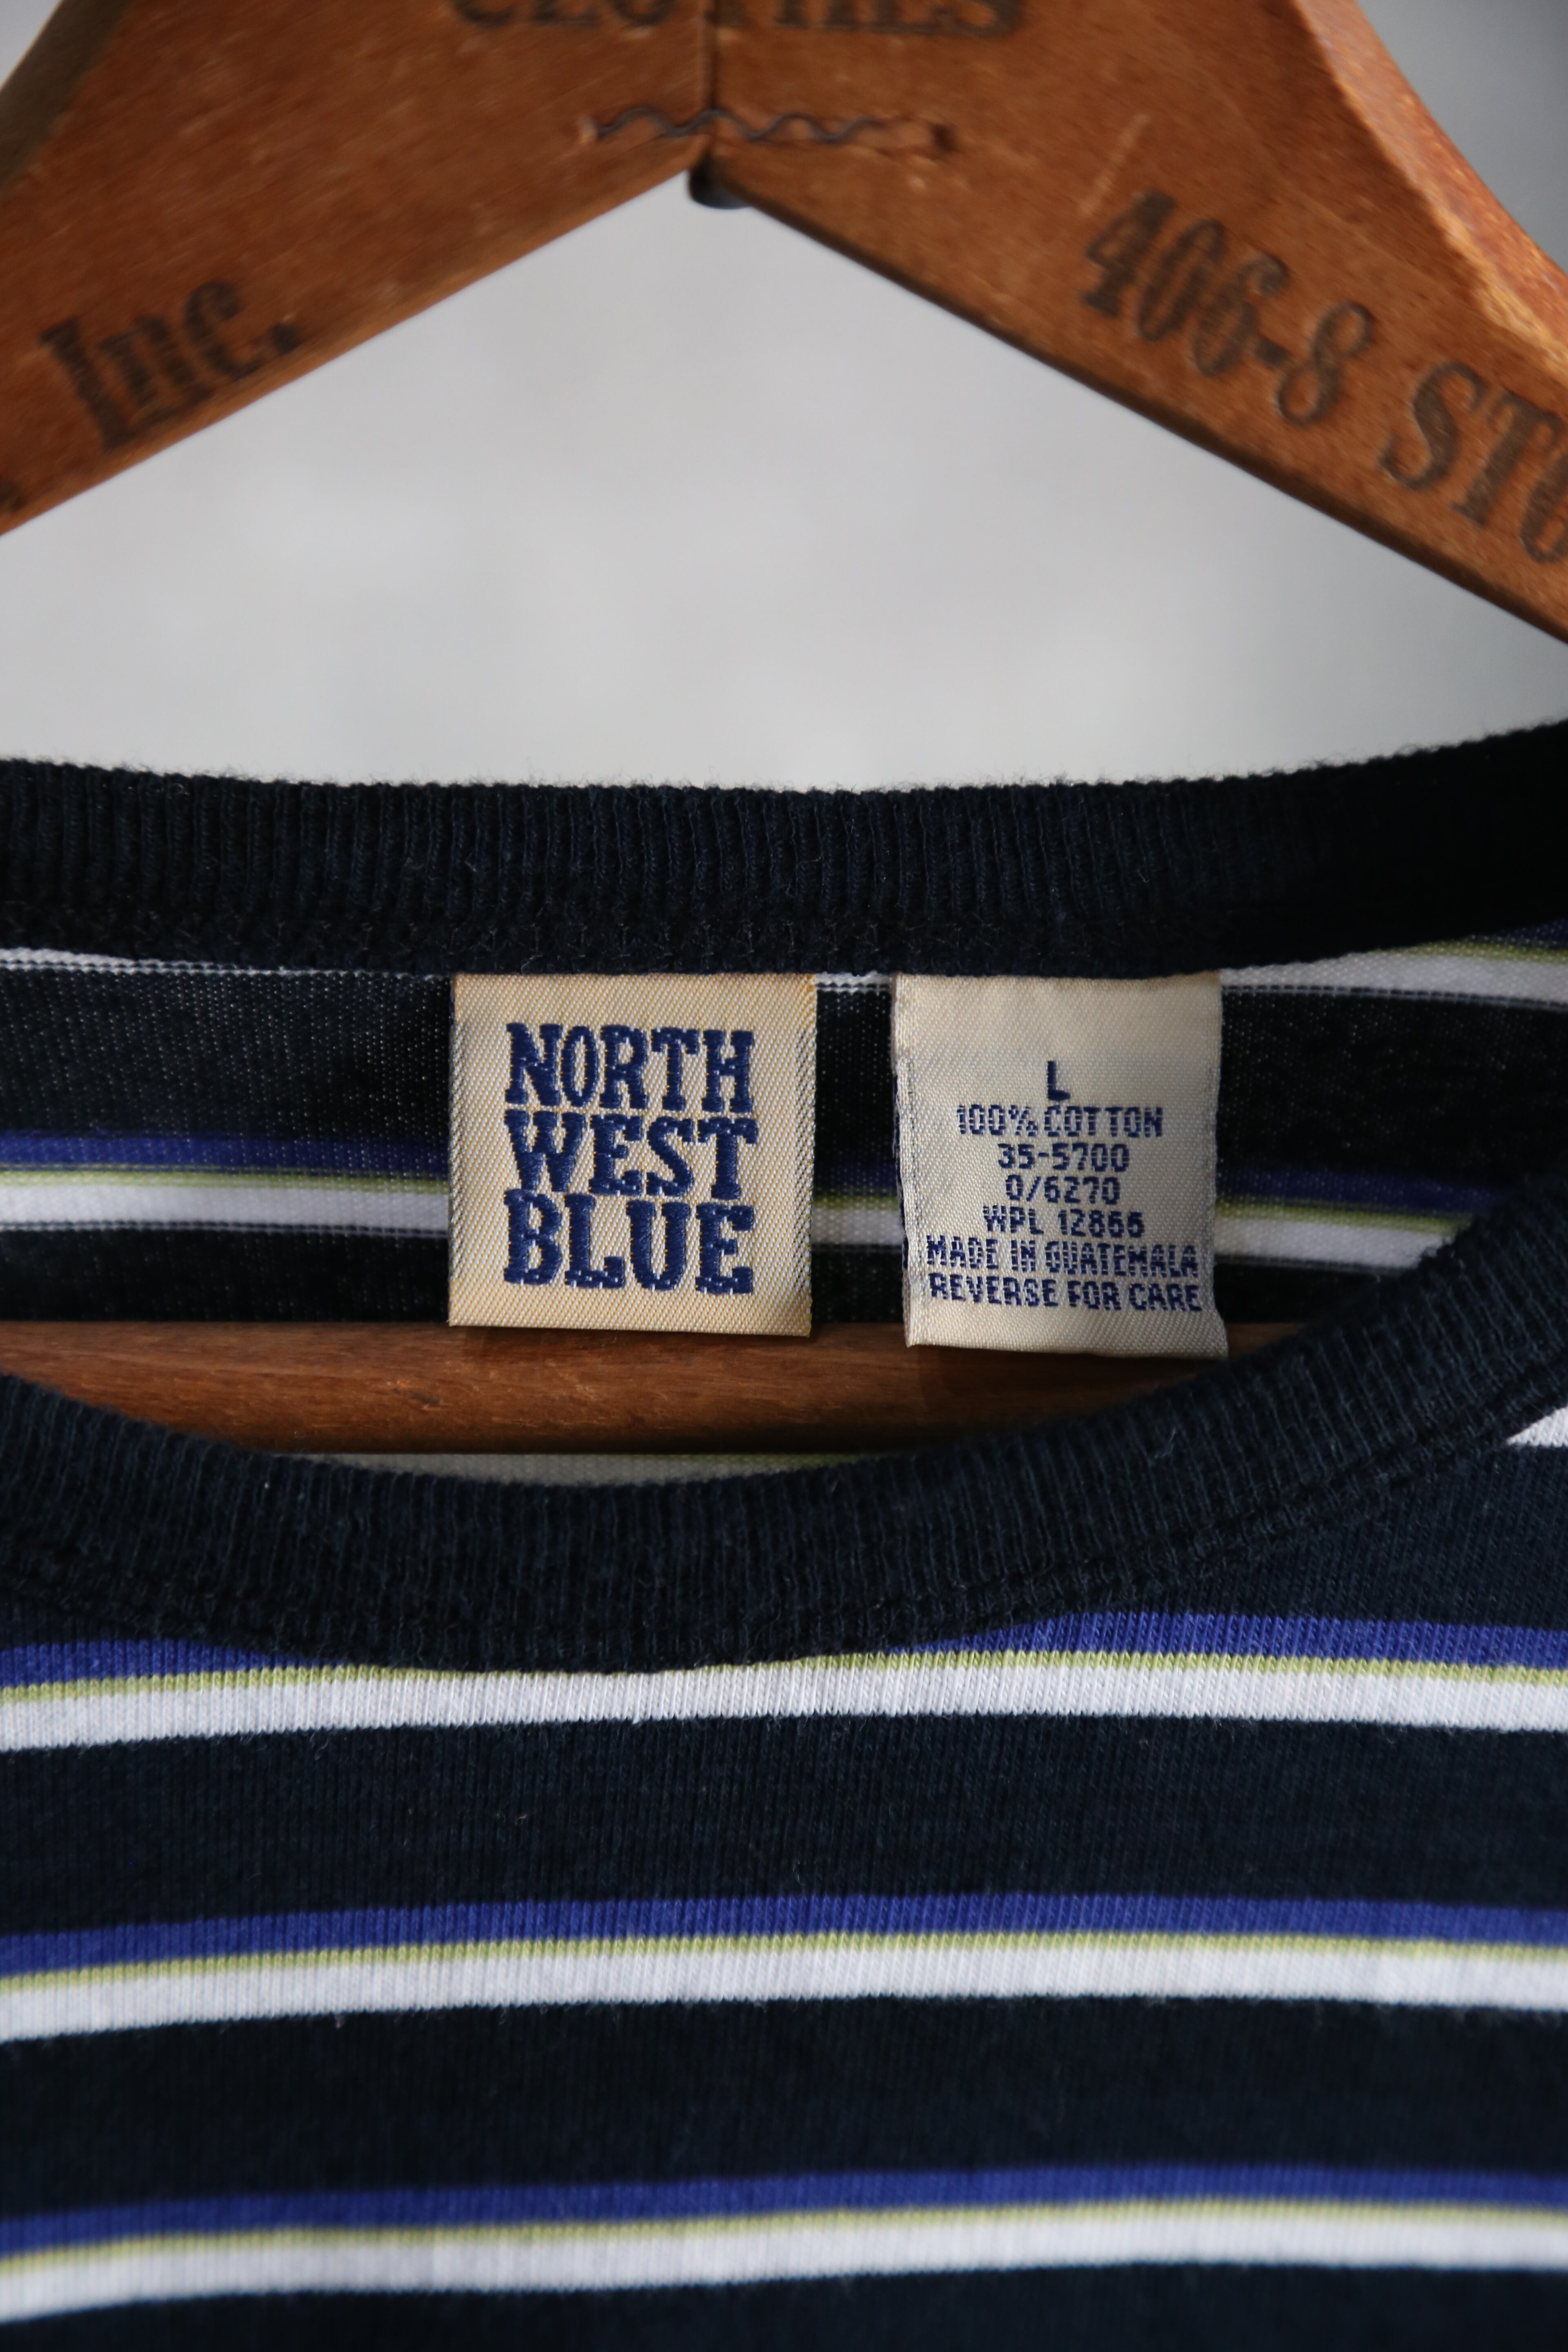 CLOTHES
Inc.
406-8
NORTH
WEST
BLUE
L
100% COTTON
35-5700
0/6270
WPL 12866
MADE IN GUATEMALA
REVERSE FOR CARE